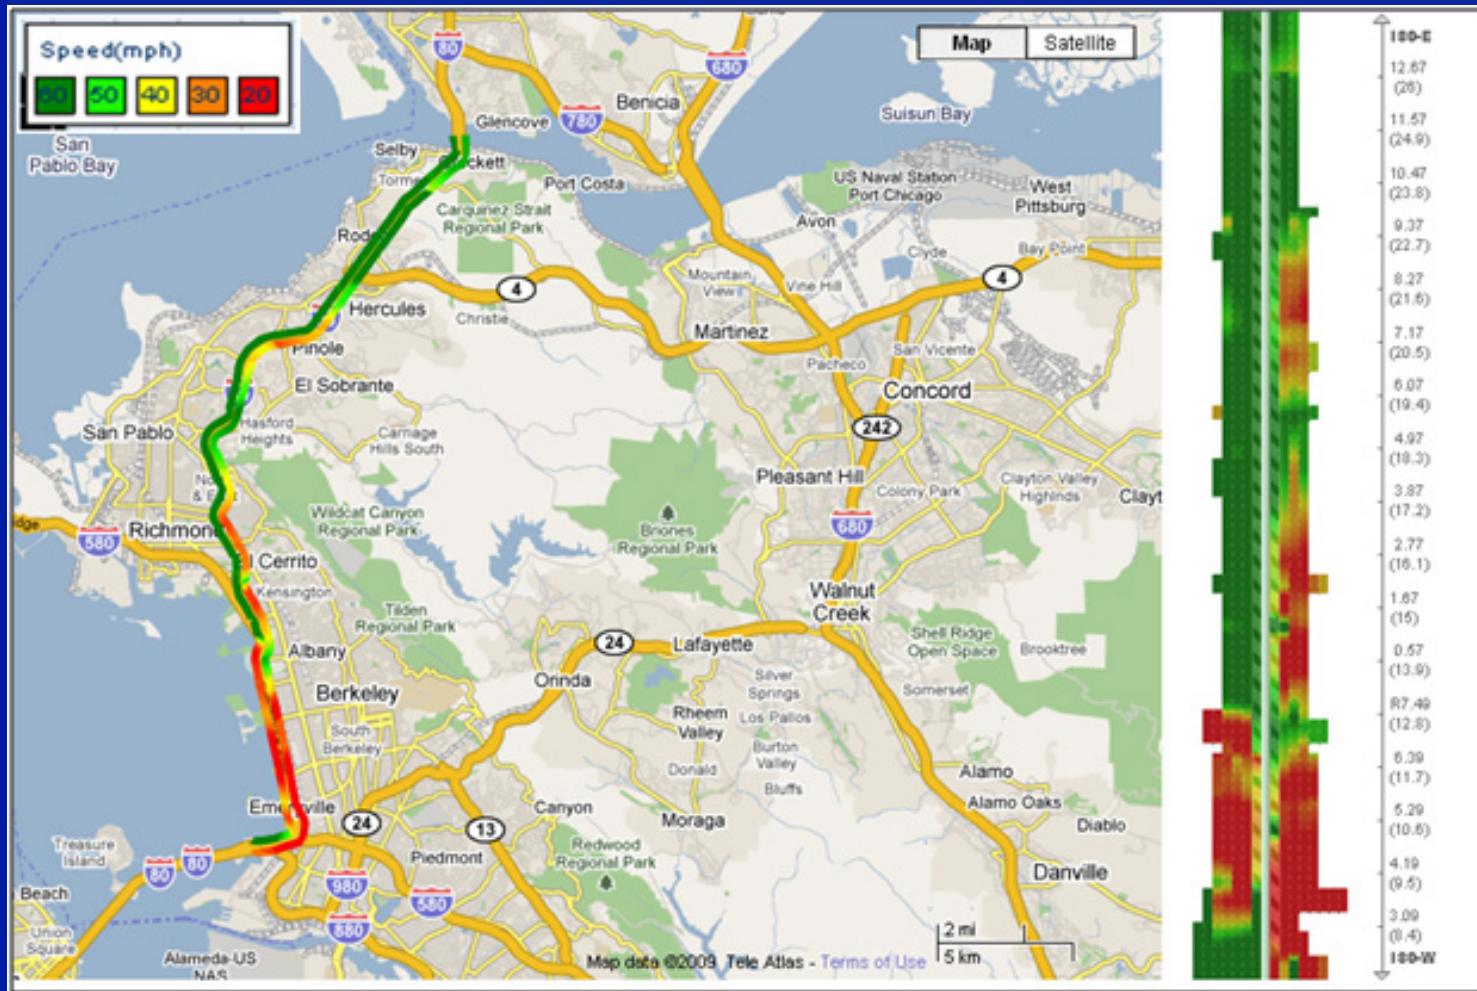 Speed(mph)
60 50 40 30 20
Map
Satellite
80
680
780
Benicia
Glencove
Suisun Bay
San
Pablo Bay
Selby
Port Costa
Carquinez Strait
Regional Park
US Naval Station
Port Chicago
West
Pittsburg
Avon
Clyde
Bay Point
Mountain
View
Vine Hill
4
4
Hercules
Christie
Martinez
Pacheco
San Vicente
Concord
Pinole
El Sobrante
San Pablo
Hasford
Heights
242
Pleasant Hill
Colony Park
Clayton Valley
Highlnds
Clayt
Wildcat Canyon
Regional Park
Briones
Regional Park
680
580
Richmond
El Cerrito
Kensington
Tilden
Regional Park
Walnut
Creek
24
Lafayette
Shell Ridge
Open Space
Brooktree
Albany
Berkeley
Orinda
Silver
Springs
Somerset
Rheem
Valley
Los Pallos
South
Berkeley
Burton
Valley
Donald
Bluffs
Alamo
Alamo Oaks
Diablo
Emeryville
24
13
Canyon
Moraga
Treasure
Island
80
80
Piedmont
Redwood
Regional Park
Danville
980
580
880
Beach
Union
Square
Alameda-US
NAS
2 mi
5 km
Map data ©2009 Tele Atlas - Terms of Use
I80-E
12.67
(26)
11.57
(24.9)
10.47
(23.8)
9.37
(22.7)
8.27
(21.6)
7.17
(20.5)
6.07
(19.4)
4.97
(18.3)
3.87
(17.2)
2.77
(16.1)
1.67
(15)
0.57
(13.9)
R7.49
(12.8)
6.39
(11.7)
5.29
(10.6)
4.19
(9.5)
3.09
(8.4)
I80-W